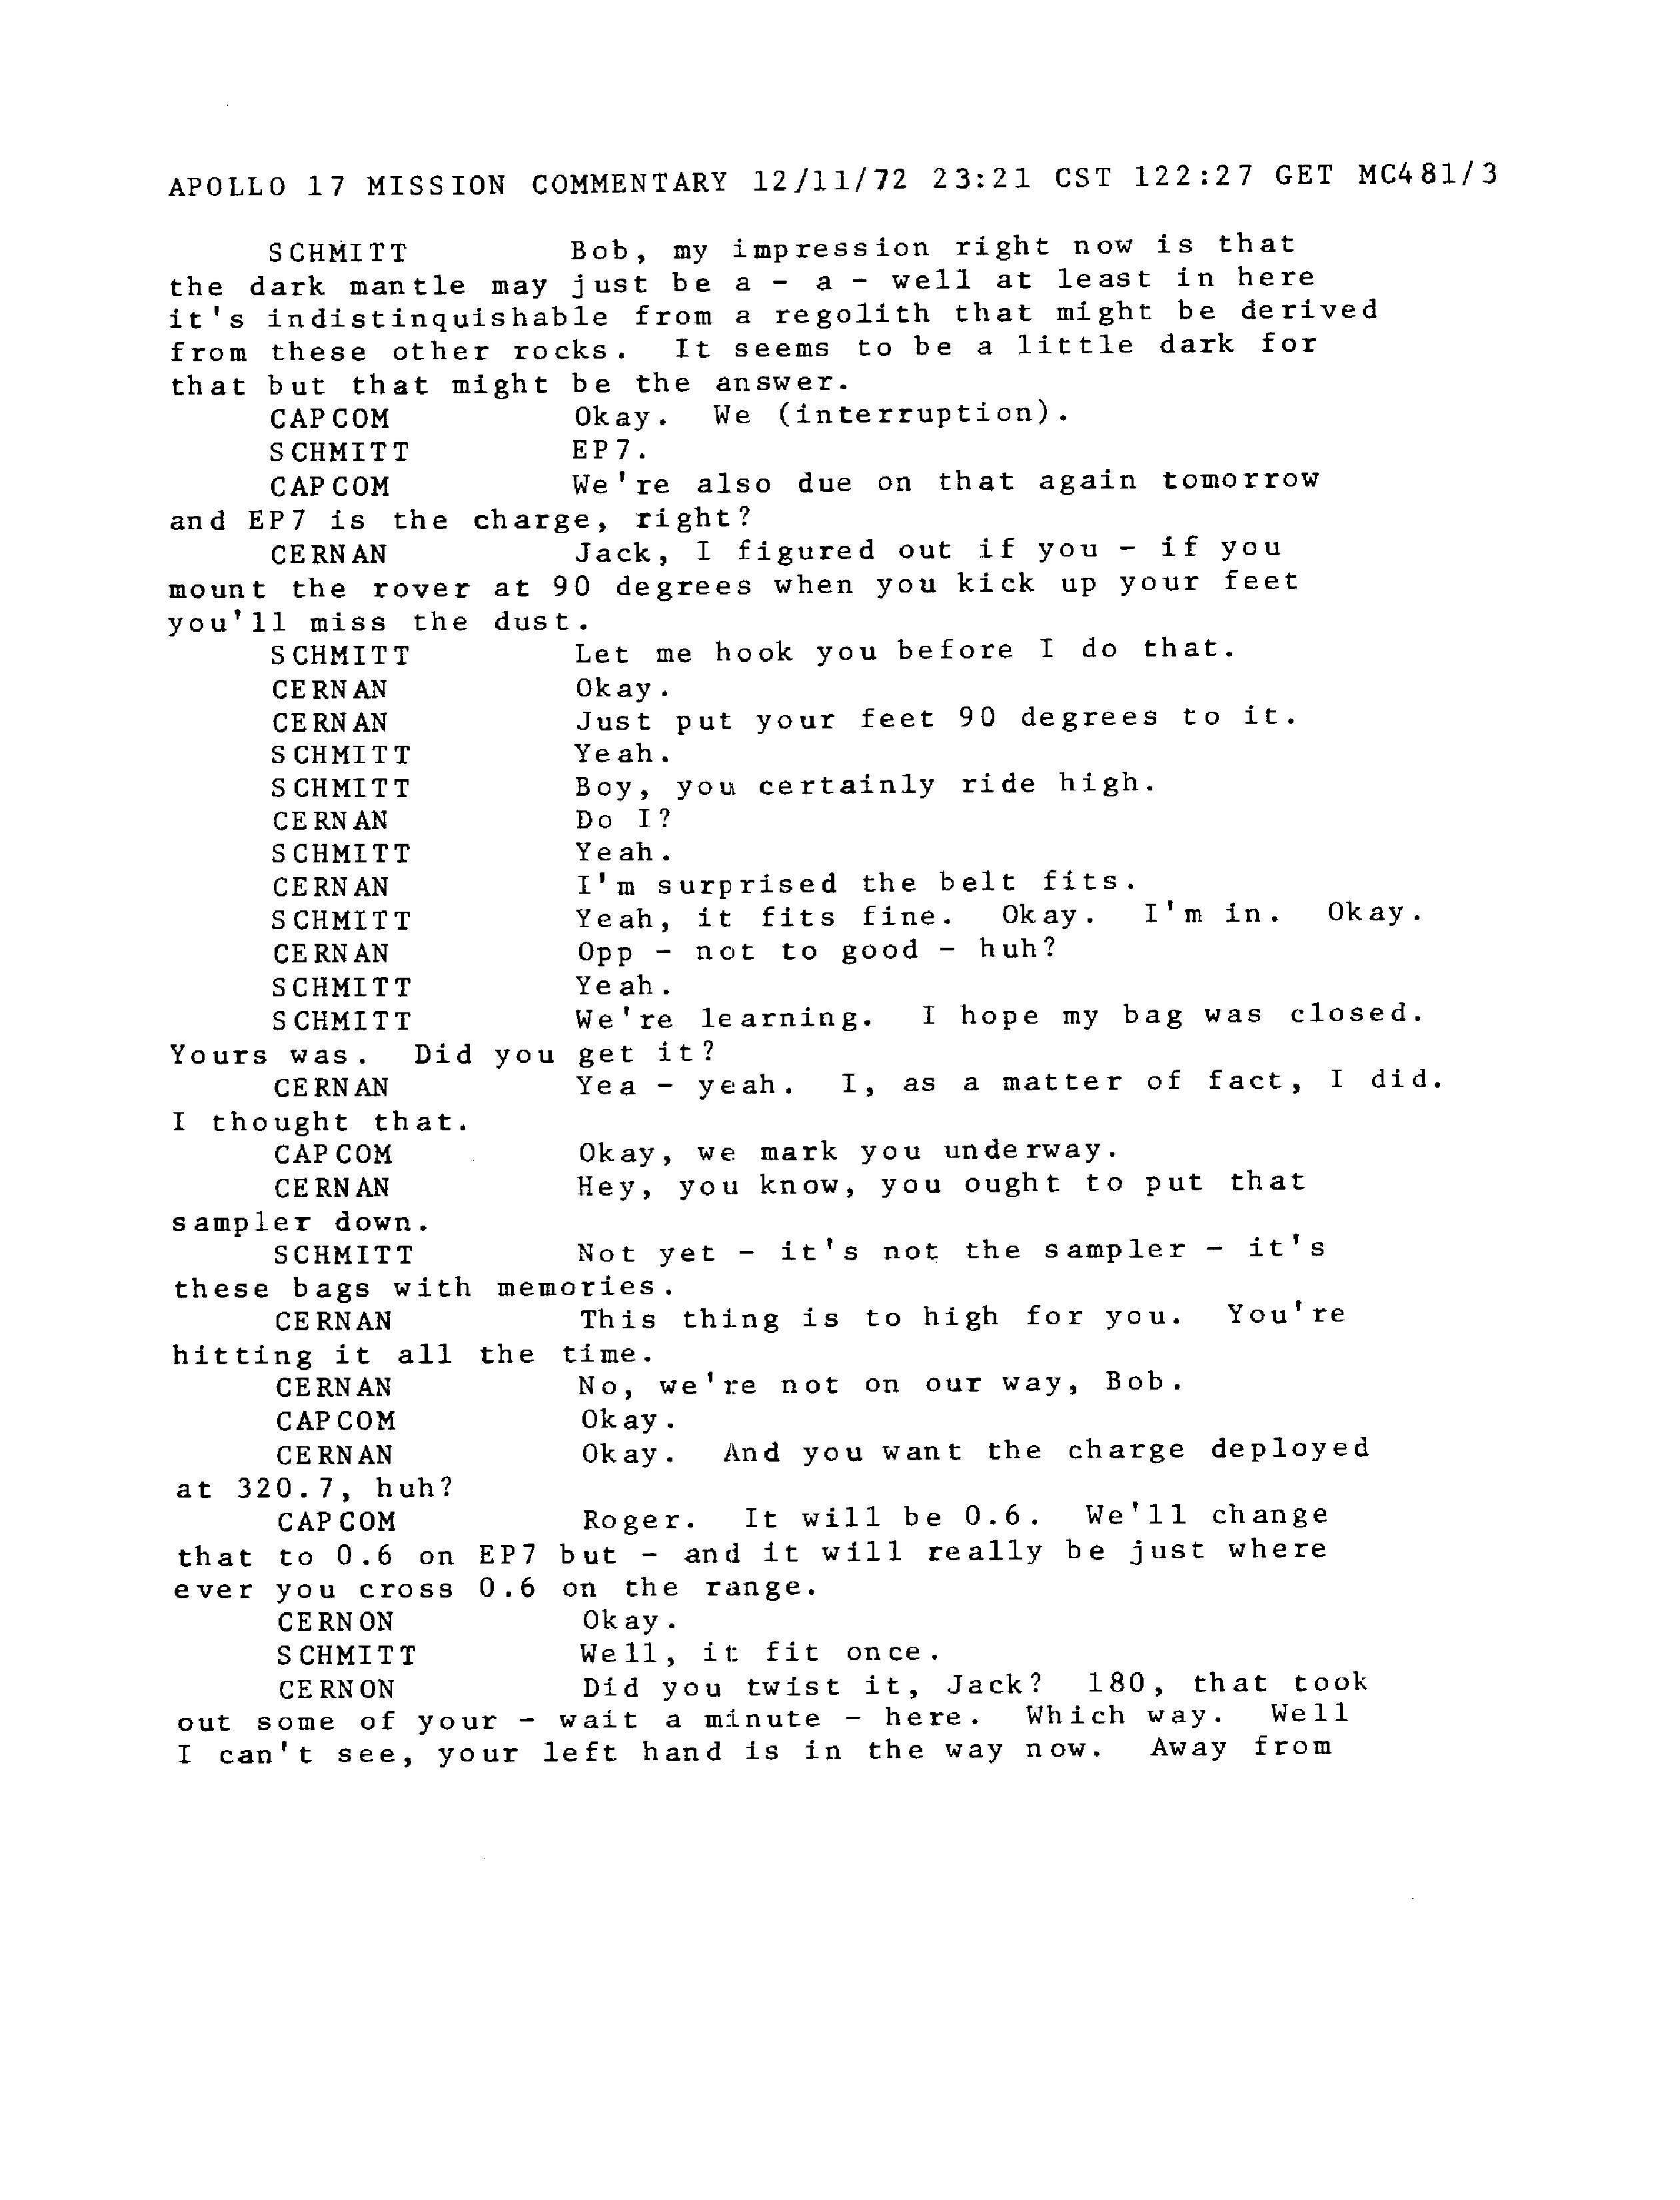 APOLLO 17 MISSION COMMENTARY 12/11/72 23:21 CST 122:27 GET MC481/3
SCHMITT Bob, my impression right now is that
the dark mantle may just be a - a - well at least in here
it's indistinquishable from a regolith that might be derived
from these other rocks. It seems to be a little dark for
that but that might be the answer.
CAPCOM Okay. We (interruption).
SCHMITT EP7.
CAPCOM We're also due on that again tomorrow
and EP7 is the charge, right?
CERNAN Jack, I figured out if you - if you
mount the rover at 90 degrees when you kick up your feet
you'll miss the dust.
SCHMITT Let me hook you before I do that.
CERNAN Okay.
CERNAN Just put your feet 90 degrees to it.
SCHMITT Yeah.
SCHMITT Boy, you certainly ride high.
CERNAN Do I?
SCHMITT Yeah.
CERNAN I'm surprised the belt fits.
SCHMITT Yeah, it fits fine. Okay. I'm in. Okay.
CERNAN Opp - not to good - huh?
SCHMITT Yeah.
SCHMITT We're learning. I hope my bag was closed.
Yours was. Did you get it?
CERNAN Yea - yeah. I, as a matter of fact, I did.
I thought that.
CAPCOM Okay, we mark you underway.
CERNAN Hey, you know, you ought to put that
sampler down.
SCHMITT Not yet - it's not the sampler - it's
these bags with memories.
CERNAN This thing is to high for you. You're
hitting it all the time.
CERNAN No, we're not on our way, Bob.
CAPCOM Okay.
CERNAN Okay. And you want the charge deployed
at 320.7, huh?
CAPCOM Roger. It will be 0.6. We'll change
that to 0.6 on EP7 but - and it will really be just where
ever you cross 0.6 on the range.
CERNON Okay.
SCHMITT Well, it fit once.
CERNON Did you twist it, Jack? 180, that took
out some of your - wait a minute - here. Which way. Well
I can't see, your left hand is in the way now. Away from